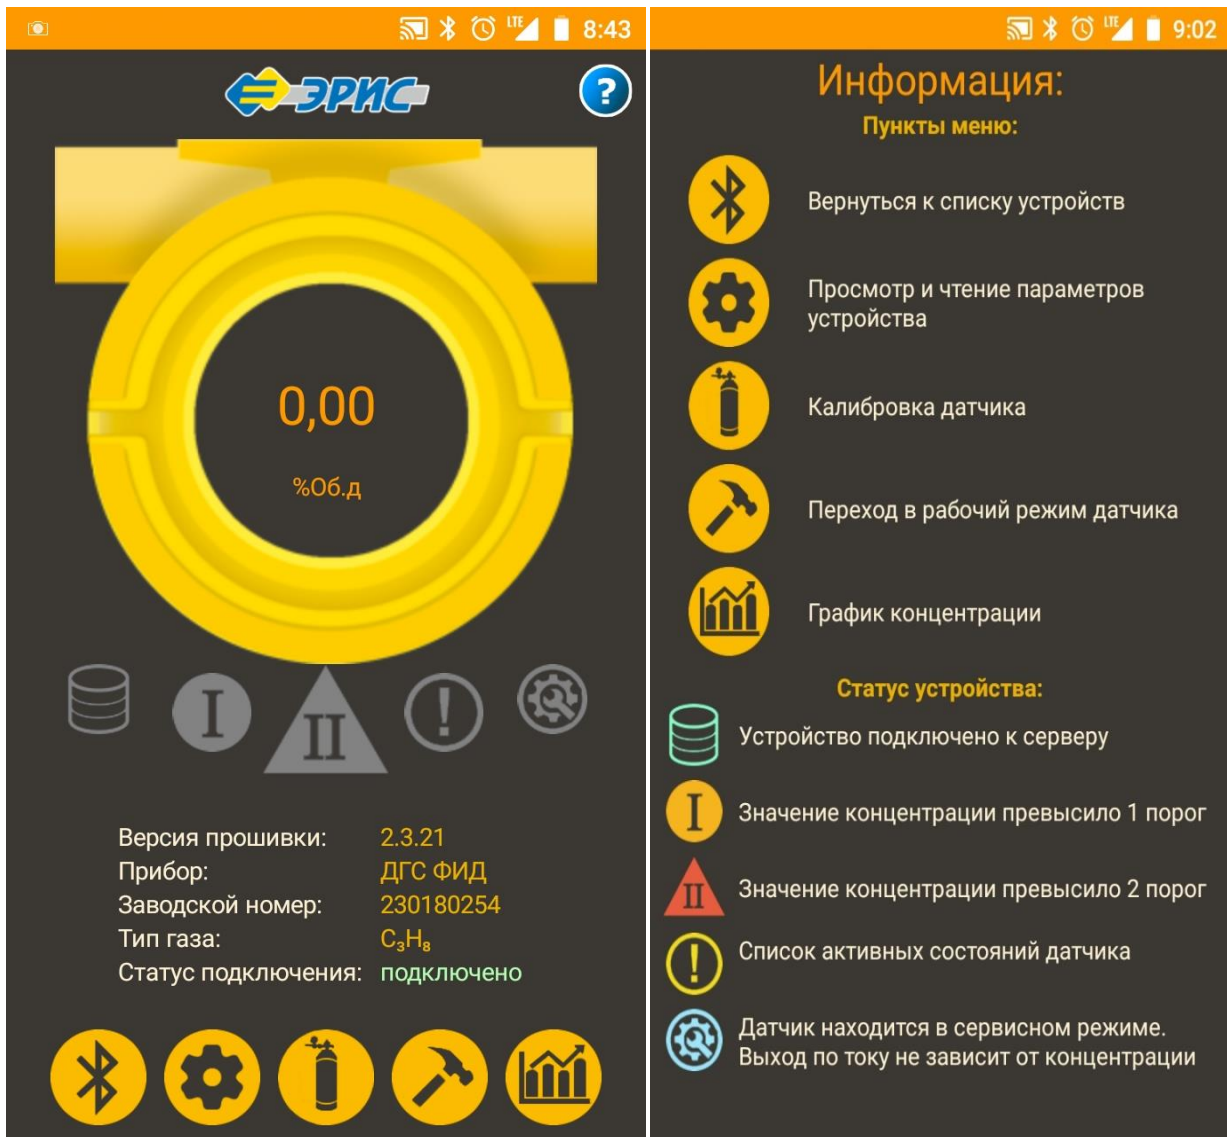 LTE 8:43
ЭРИС
?
0,00
%Об.д
I
II
!
Версия прошивки: 2.3.21
Прибор: ДГС ФИД
Заводской номер: 230180254
Тип газа: C₃H₈
Статус подключения: подключено
LTE 9:02
Информация:
Пункты меню:
Вернуться к списку устройств
Просмотр и чтение параметров
устройства
Калибровка датчика
Переход в рабочий режим датчика
График концентрации
Статус устройства:
Устройство подключено к серверу
I Значение концентрации превысило 1 порог
II Значение концентрации превысило 2 порог
! Список активных состояний датчика
Датчик находится в сервисном режиме.
Выход по току не зависит от концентрации